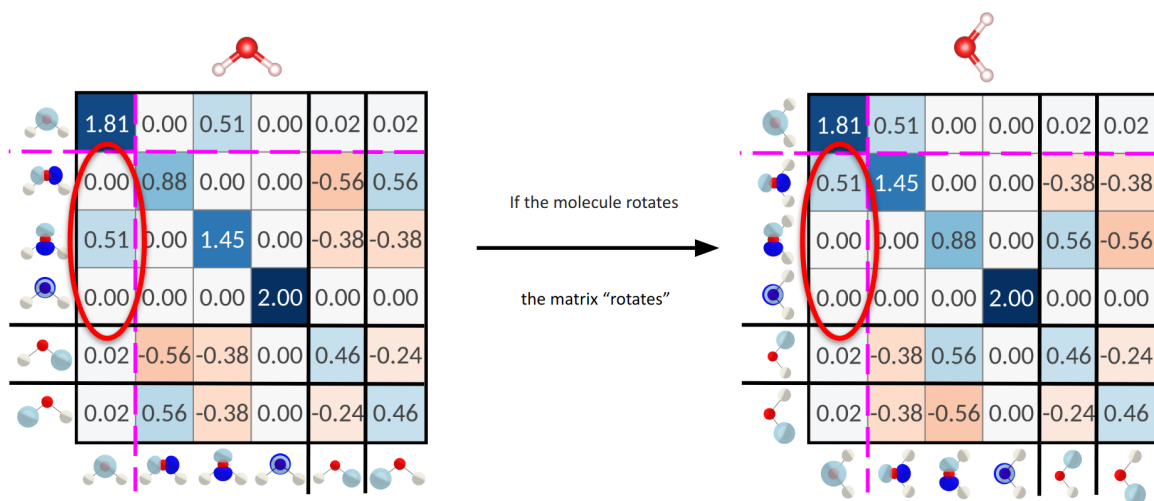 1.81 0.00 0.51 0.00 0.02 0.02
0.00 0.88 0.00 0.00 -0.56 0.56
0.51 0.00 1.45 0.00 -0.38 -0.38
0.00 0.00 0.00 2.00 0.00 0.00
0.02 -0.56 -0.38 0.00 0.46 -0.24
0.02 0.56 -0.38 0.00 -0.24 0.46
If the molecule rotates
the matrix “rotates”
1.81 0.51 0.00 0.00 0.02 0.02
0.51 1.45 0.00 0.00 -0.38 -0.38
0.00 0.00 0.88 0.00 0.56 -0.56
0.00 0.00 0.00 2.00 0.00 0.00
0.02 -0.38 0.56 0.00 0.46 -0.24
0.02 -0.38 -0.56 0.00 -0.24 0.46